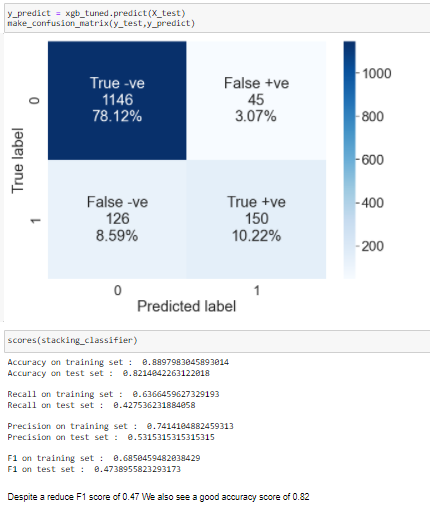 y_predict = xgb_tuned.predict(X_test)
make_confusion_matrix(y_test,y_predict)
True -ve
1146
78.12%
False +ve
45
3.07%
False -ve
126
8.59%
True +ve
150
10.22%
0
1
True label
0
1
Predicted label
1000
800
600
400
200
scores(stacking_classifier)
Accuracy on training set :  0.8897983045893014
Accuracy on test set :  0.8214042263122018
Recall on training set :  0.6366459627329193
Recall on test set :  0.427536231884058
Precision on training set :  0.7414104882459313
Precision on test set :  0.5315315315315315
F1 on training set :  0.6850459482038429
F1 on test set :  0.4738955823293173
Despite a reduce F1 score of 0.47 We also see a good accuracy score of 0.82